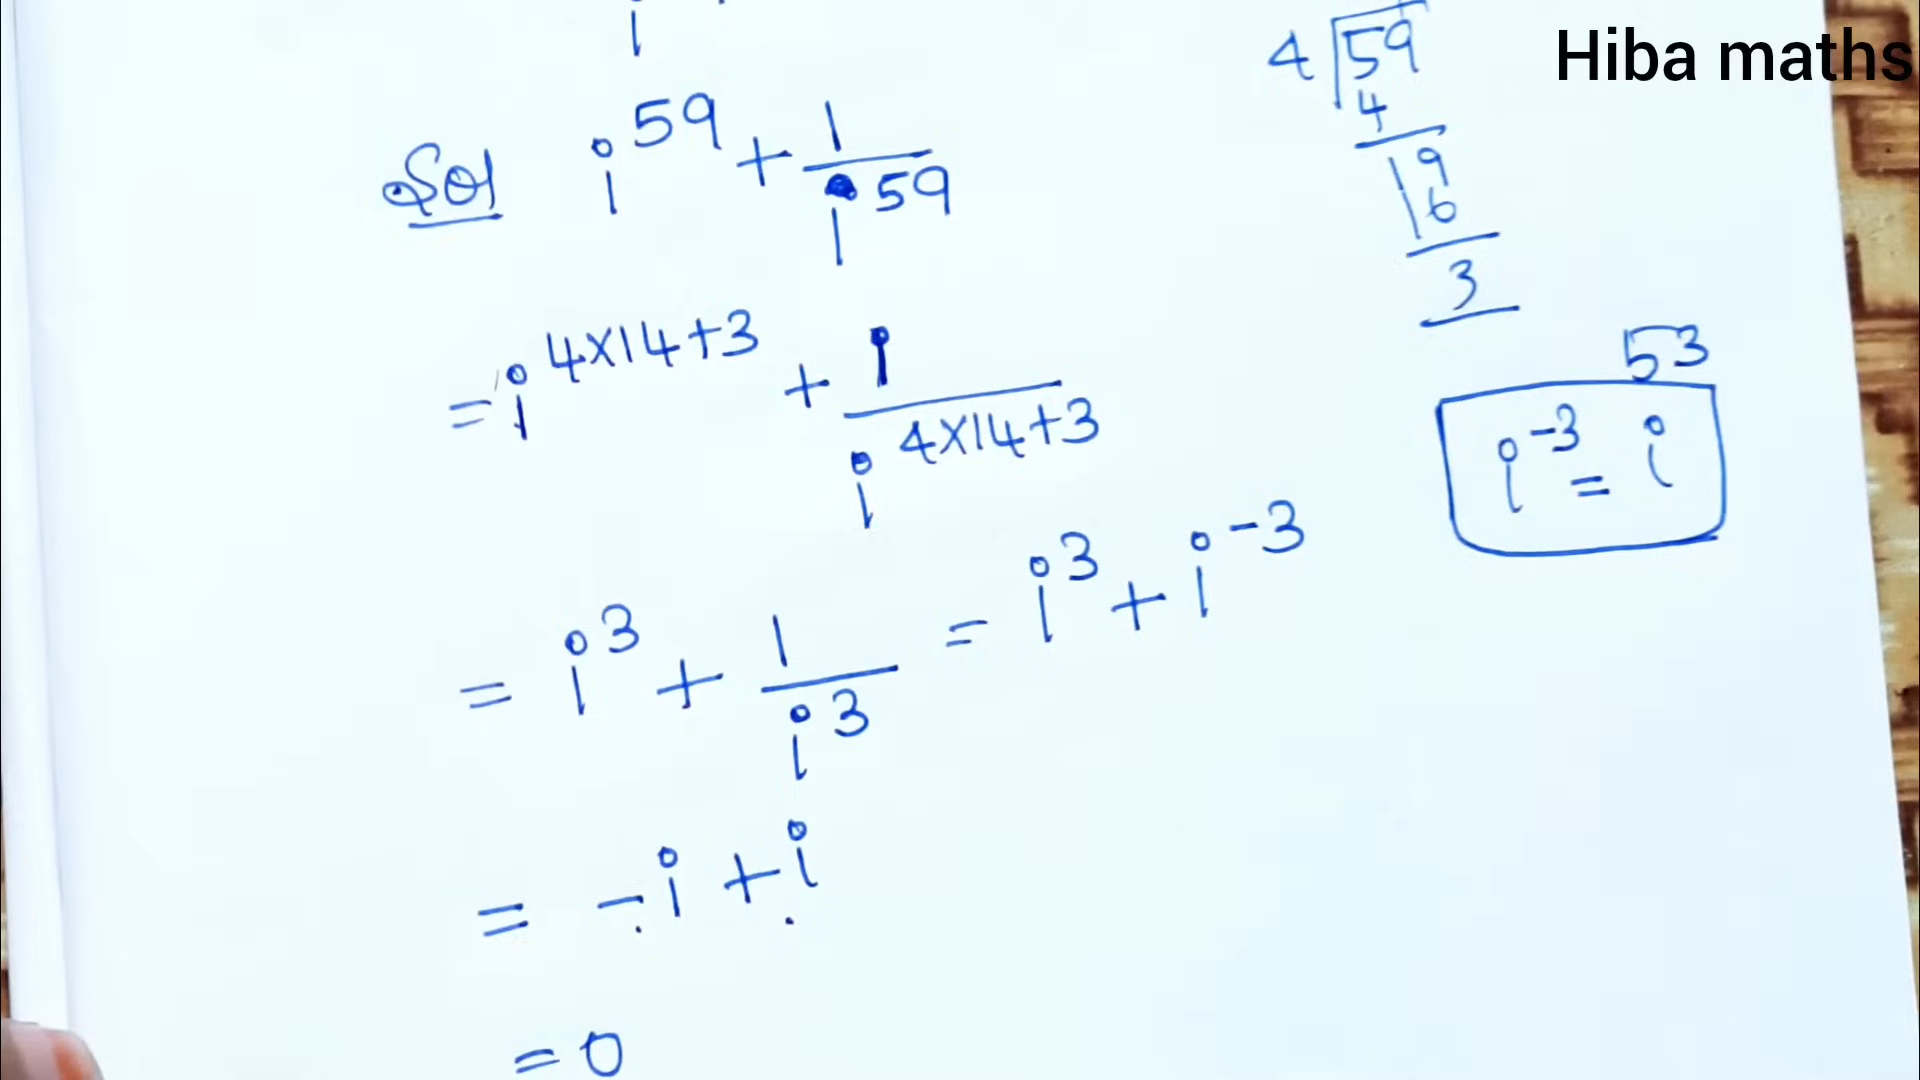 i
4 59
Hiba maths
4
19
16
3
Sol i^59 + 1/i^59
= i^(4×14+3) + 1/i^(4×14+3)
53
i^-3 = i
= i^3 + 1/i^3 = i^3 + i^-3
= -i + i
= 0